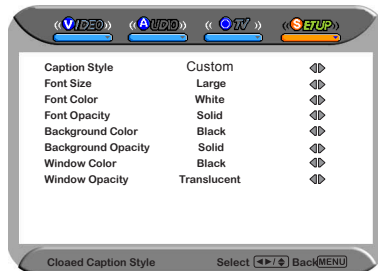 VIDEO AUDIO TV SETUP
Caption Style Custom
Font Size Large
Font Color White
Font Opacity Solid
Background Color Black
Background Opacity Solid
Window Color Black
Window Opacity Translucent
Cloaed Caption Style Select ◄►/◆ Back MENU